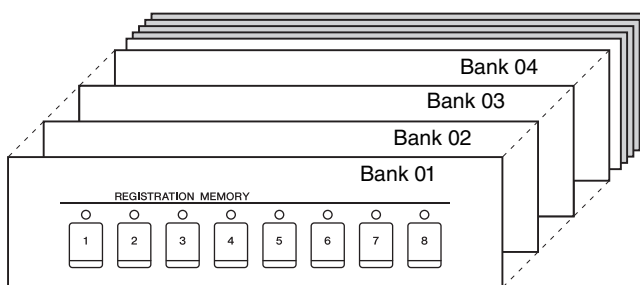 Bank 04
Bank 03
Bank 02
Bank 01
REGISTRATION MEMORY
1 2 3 4 5 6 7 8